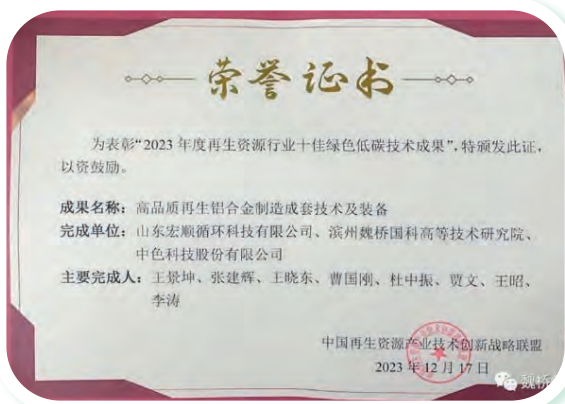 荣誉证书
为表彰“2023年度再生资源行业十佳绿色低碳技术成果”,特颁发此证,
以资鼓励。
成果名称：高品质再生铝合金制造成套技术及装备
完成单位：山东宏顺循环科技有限公司、滨州魏桥国科高等技术研究院、
中色科技股份有限公司
主要完成人：王景坤、张建辉、王晓东、曹国刚、杜中振、贾文、王昭、
李涛
中国再生资源产业技术创新战略联盟
2023年12月17日
魏桥